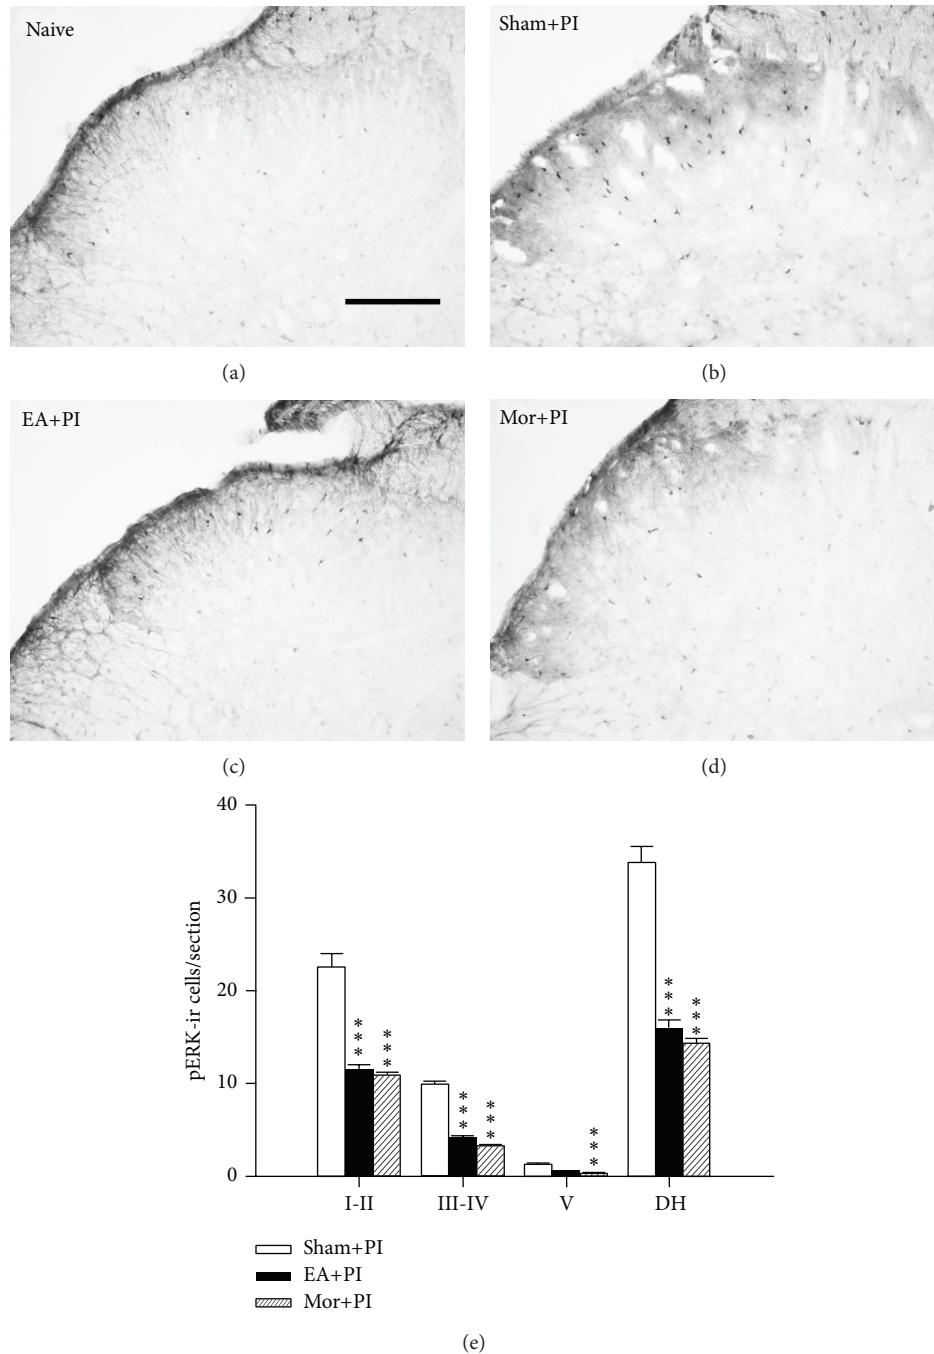 Naive
Sham+PI
(a)
(b)
EA+PI
Mor+PI
(c)
(d)
40
30
20
10
0
pERK-ir cells/section
***
***
***
***
***
***
***
I-II
III-IV
V
DH
Sham+PI
EA+PI
Mor+PI
(e)